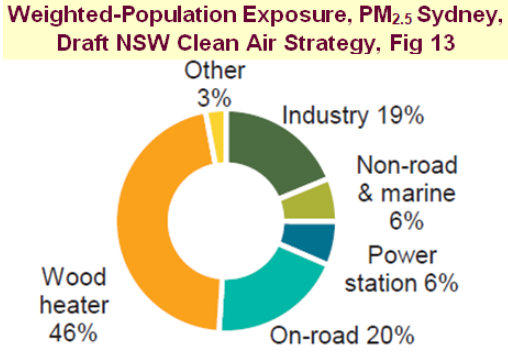 Weighted-Population Exposure, PM2.5 Sydney,
Draft NSW Clean Air Strategy, Fig 13
Other
3%
Industry 19%
Non-road
& marine
6%
Power
station 6%
On-road 20%
Wood
heater
46%